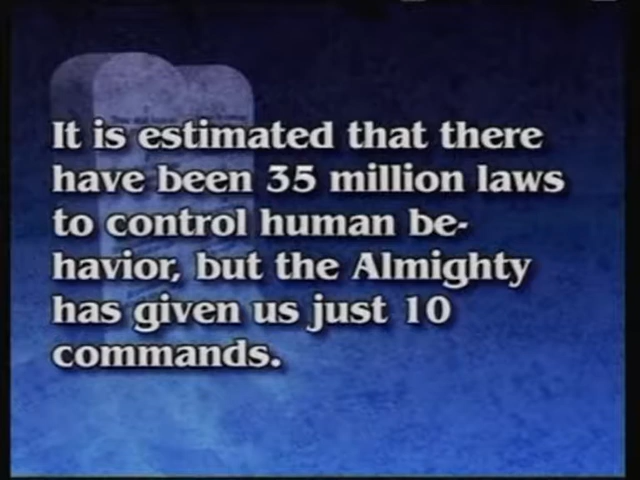 It is estimated that there
have been 35 million laws
to control human be-
havior, but the Almighty
has given us just 10
commands.